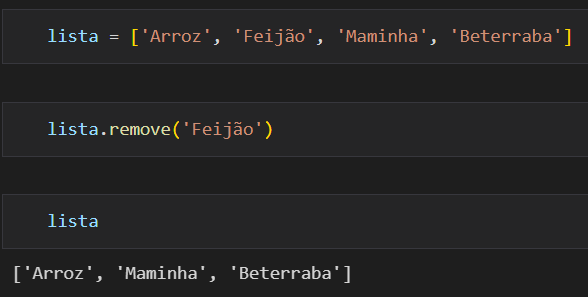 lista = ['Arroz', 'Feijão', 'Maminha', 'Beterraba']
lista.remove('Feijão')
lista
['Arroz', 'Maminha', 'Beterraba']